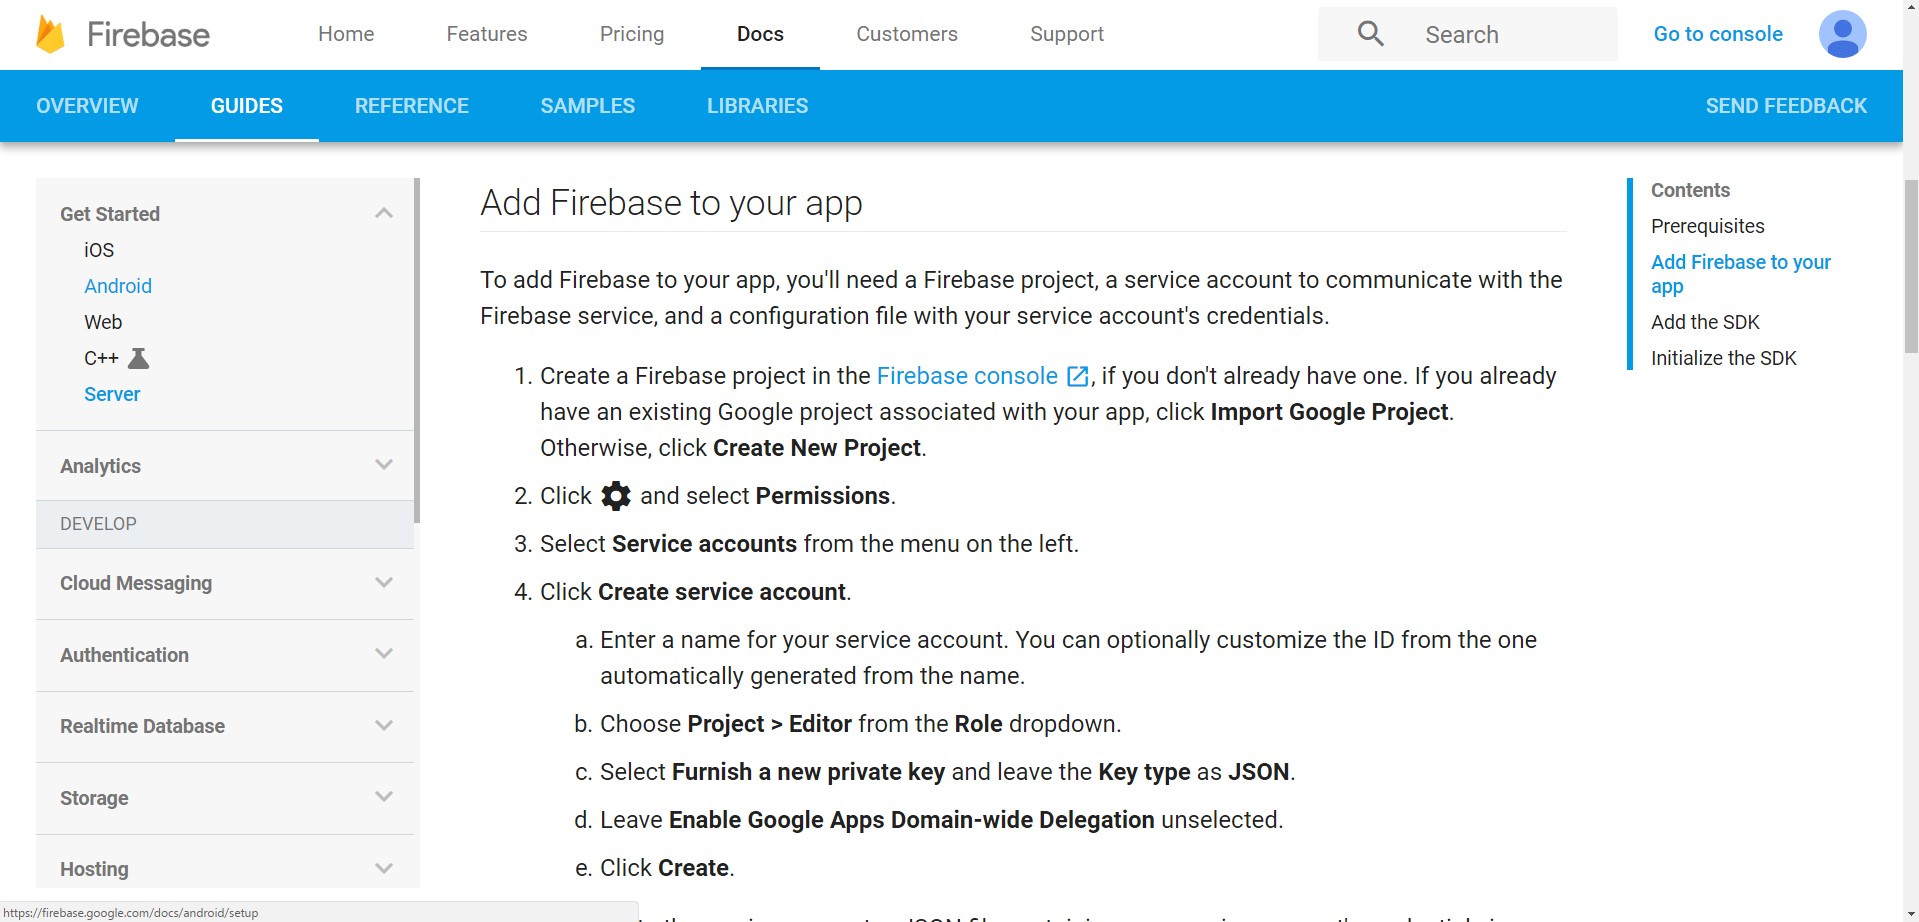 Firebase
Home Features Pricing Docs Customers Support
Search
Go to console
OVERVIEW GUIDES REFERENCE SAMPLES LIBRARIES SEND FEEDBACK
Get Started
iOS
Android
Web
C++
Server
Analytics
DEVELOP
Cloud Messaging
Authentication
Realtime Database
Storage
Hosting
Add Firebase to your app
To add Firebase to your app, you'll need a Firebase project, a service account to communicate with the
Firebase service, and a configuration file with your service account's credentials.
1. Create a Firebase project in the Firebase console , if you don't already have one. If you already
have an existing Google project associated with your app, click Import Google Project.
Otherwise, click Create New Project.
2. Click and select Permissions.
3. Select Service accounts from the menu on the left.
4. Click Create service account.
a. Enter a name for your service account. You can optionally customize the ID from the one
automatically generated from the name.
b. Choose Project > Editor from the Role dropdown.
c. Select Furnish a new private key and leave the Key type as JSON.
d. Leave Enable Google Apps Domain-wide Delegation unselected.
e. Click Create.
Contents
Prerequisites
Add Firebase to your
app
Add the SDK
Initialize the SDK
https://firebase.google.com/docs/android/setup